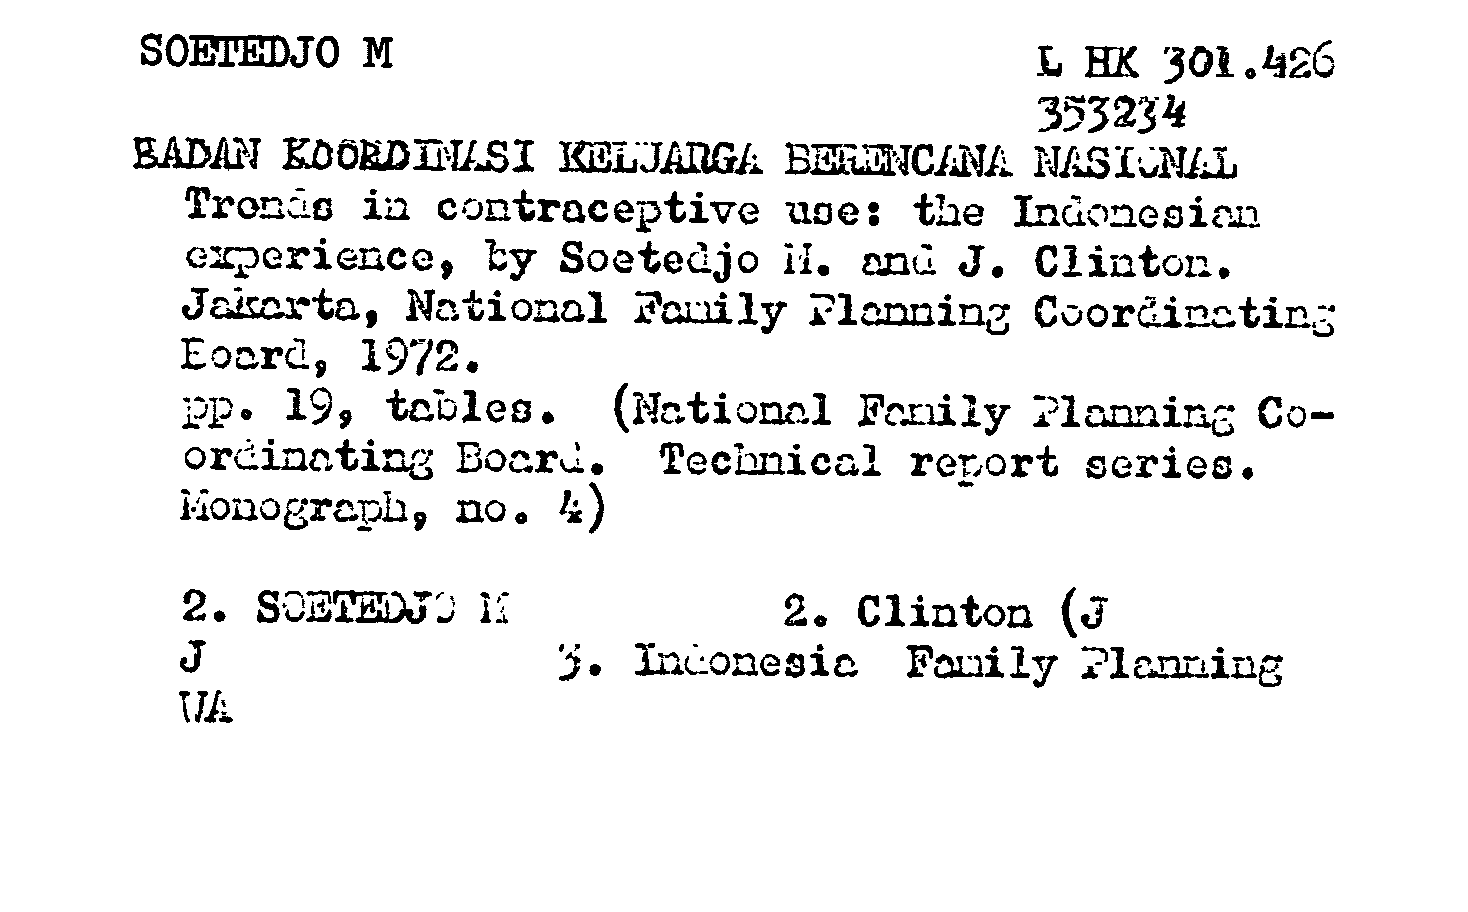 SOETEDJO M
L HK 301.426
353234
BADAN KOORDINASI KELUARGA BERENCANA NASIONAL
Trends in contraceptive use: the Indonesian
experience, by Soetedjo M. and J. Clinton.
Jakarta, National Family Planning Coordinating
Board, 1972.
pp. 19, tables. (National Family Planning Co-
ordinating Board. Technical report series.
Monograph, no. 4)
2. SOETEDJO M 2. Clinton (J
J 3. Indonesia Family Planning
UA